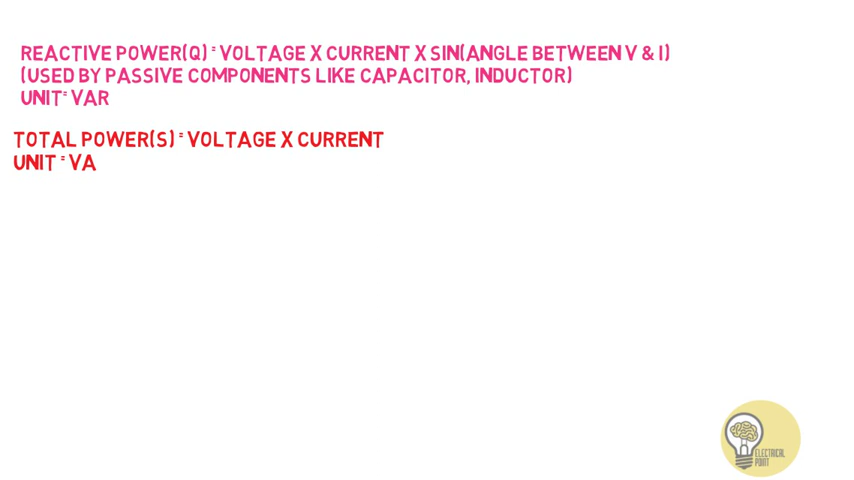 REACTIVE POWER(Q) = VOLTAGE X CURRENT X SIN(ANGLE BETWEEN V & I)
(USED BY PASSIVE COMPONENTS LIKE CAPACITOR, INDUCTOR)
UNIT= VAR
TOTAL POWER(S) = VOLTAGE X CURRENT
UNIT = VA
ELECTRICAL
POINT